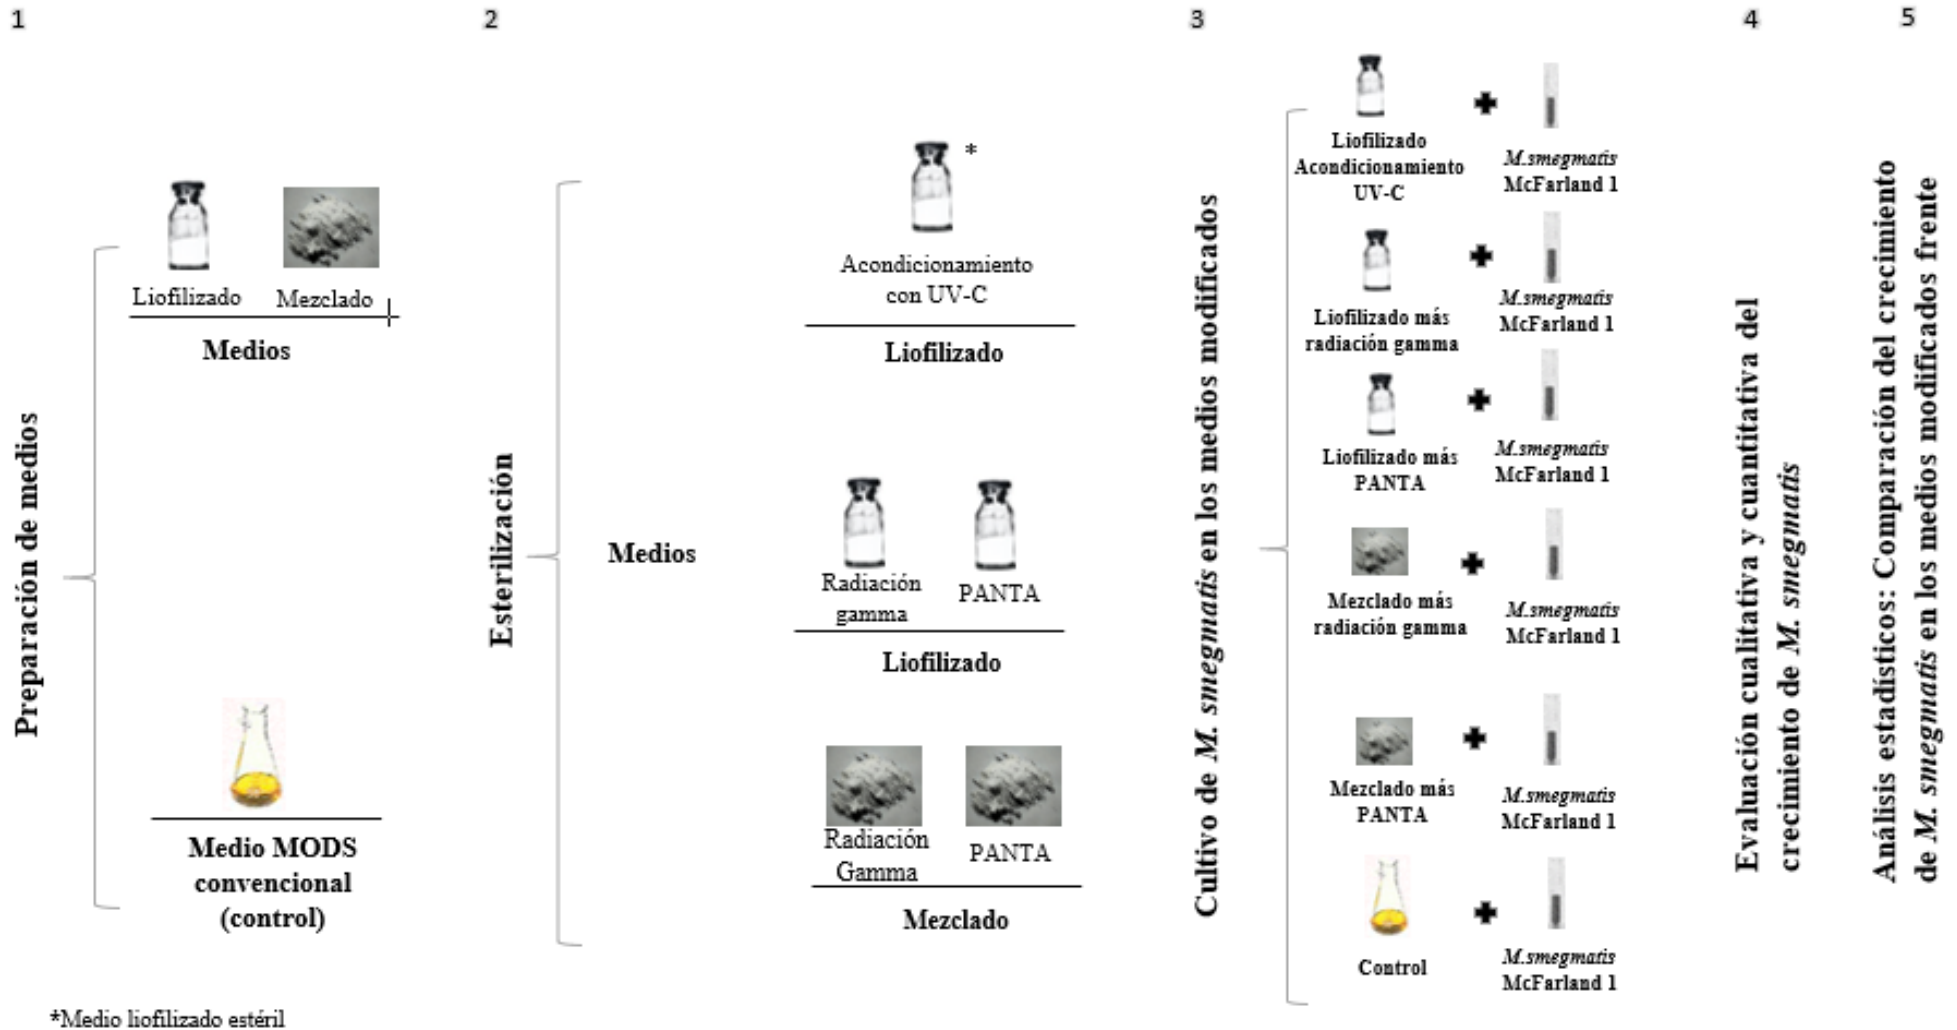 1
Preparación de medios
Liofilizado
Mezclado
Medios
Medio MODS
convencional
(control)
*Medio liofilizado estéril
2
Esterilización
Medios
*
Acondicionamiento
con UV-C
Liofilizado
Radiación
gamma
PANTA
Liofilizado
Radiación
Gamma
PANTA
Mezclado
3
Cultivo de M. smegmatis en los medios modificados
Liofilizado
Acondicionamiento
UV-C
M.smegmatis
McFarland 1
Liofilizado más
radiación gamma
M.smegmatis
McFarland 1
Liofilizado más
PANTA
M.smegmatis
McFarland 1
Mezclado más
radiación gamma
M.smegmatis
McFarland 1
Mezclado más
PANTA
M.smegmatis
McFarland 1
Control
M.smegmatis
McFarland 1
4
Evaluación cualitativa y cuantitativa del
crecimiento de M. smegmatis
5
Análisis estadísticos: Comparación del crecimiento
de M. smegmatis en los medios modificados frente